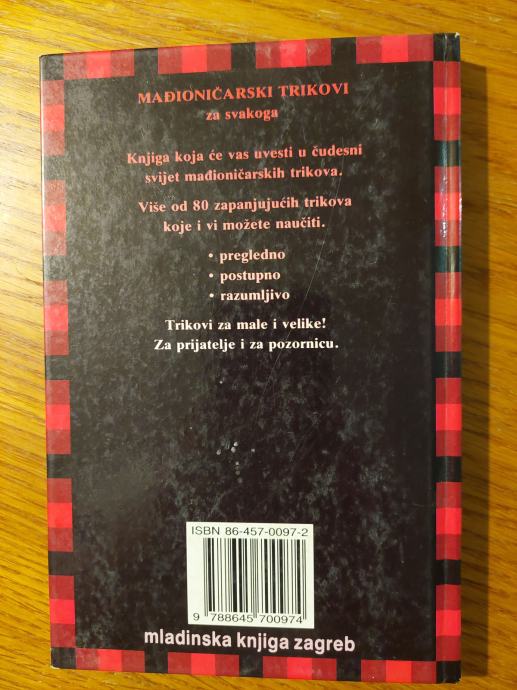 MAĐIONIČARSKI TRIKOVI
za svakoga
Knjiga koja će vas uvesti u čudesni
svijet mađioničarskih trikova.
Više od 80 zapanjujućih trikova
koje i vi možete naučiti.
• pregledno
• postupno
• razumljivo
Trikovi za male i velike!
Za prijatelje i za pozornicu.
ISBN 86-457-0097-2
9 788645 700974
mladinska knjiga zagreb